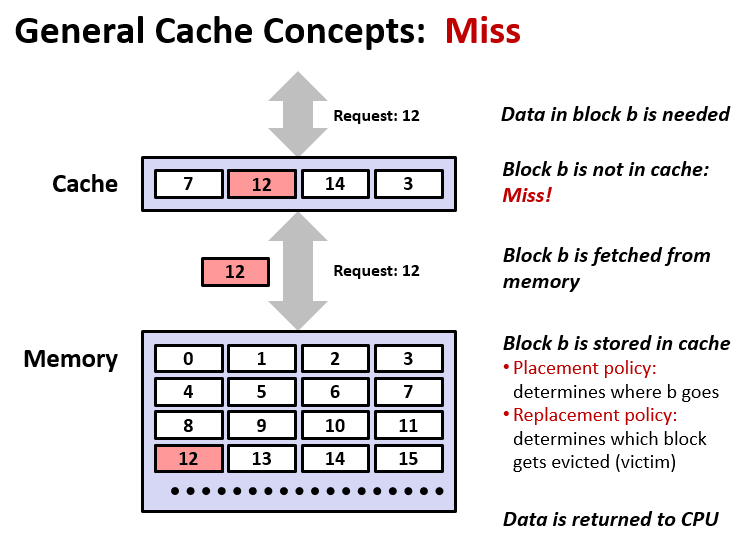 General Cache Concepts: Miss
Request: 12
Data in block b is needed
Cache
7 12 14 3
Block b is not in cache:
Miss!
12
Request: 12
Block b is fetched from
memory
Memory
0 1 2 3
4 5 6 7
8 9 10 11
12 13 14 15
Block b is stored in cache
• Placement policy:
determines where b goes
• Replacement policy:
determines which block
gets evicted (victim)
Data is returned to CPU